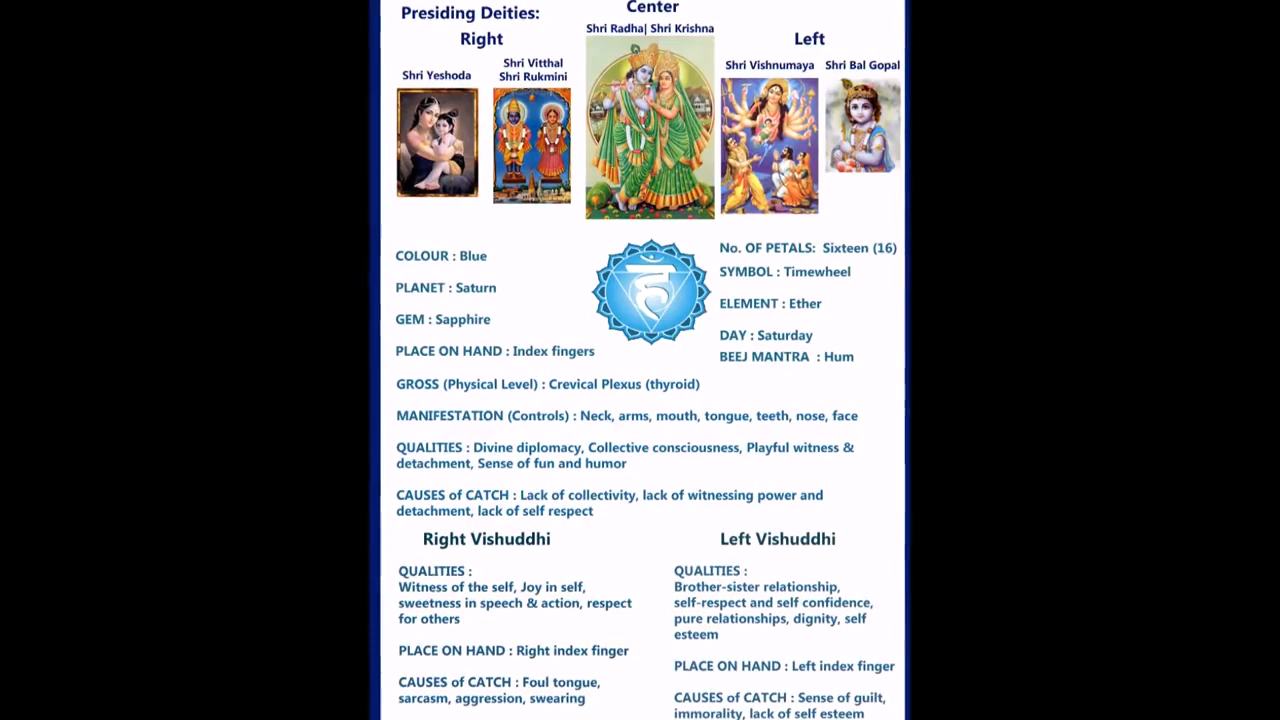 Presiding Deities:
Center
Right
Left
Shri Radha| Shri Krishna
Shri Yeshoda
Shri Vitthal
Shri Rukmini
Shri Vishnumaya
Shri Bal Gopal
COLOUR : Blue
PLANET : Saturn
GEM : Sapphire
PLACE ON HAND : Index fingers
हं
No. OF PETALS: Sixteen (16)
SYMBOL : Timewheel
ELEMENT : Ether
DAY : Saturday
BEEJ MANTRA : Hum
GROSS (Physical Level) : Crevical Plexus (thyroid)
MANIFESTATION (Controls) : Neck, arms, mouth, tongue, teeth, nose, face
QUALITIES : Divine diplomacy, Collective consciousness, Playful witness &
detachment, Sense of fun and humor
CAUSES of CATCH : Lack of collectivity, lack of witnessing power and
detachment, lack of self respect
Right Vishuddhi
QUALITIES :
Witness of the self, Joy in self,
sweetness in speech & action, respect
for others
PLACE ON HAND : Right index finger
CAUSES of CATCH : Foul tongue,
sarcasm, aggression, swearing
Left Vishuddhi
QUALITIES :
Brother-sister relationship,
self-respect and self confidence,
pure relationships, dignity, self
esteem
PLACE ON HAND : Left index finger
CAUSES of CATCH : Sense of guilt,
immorality, lack of self esteem